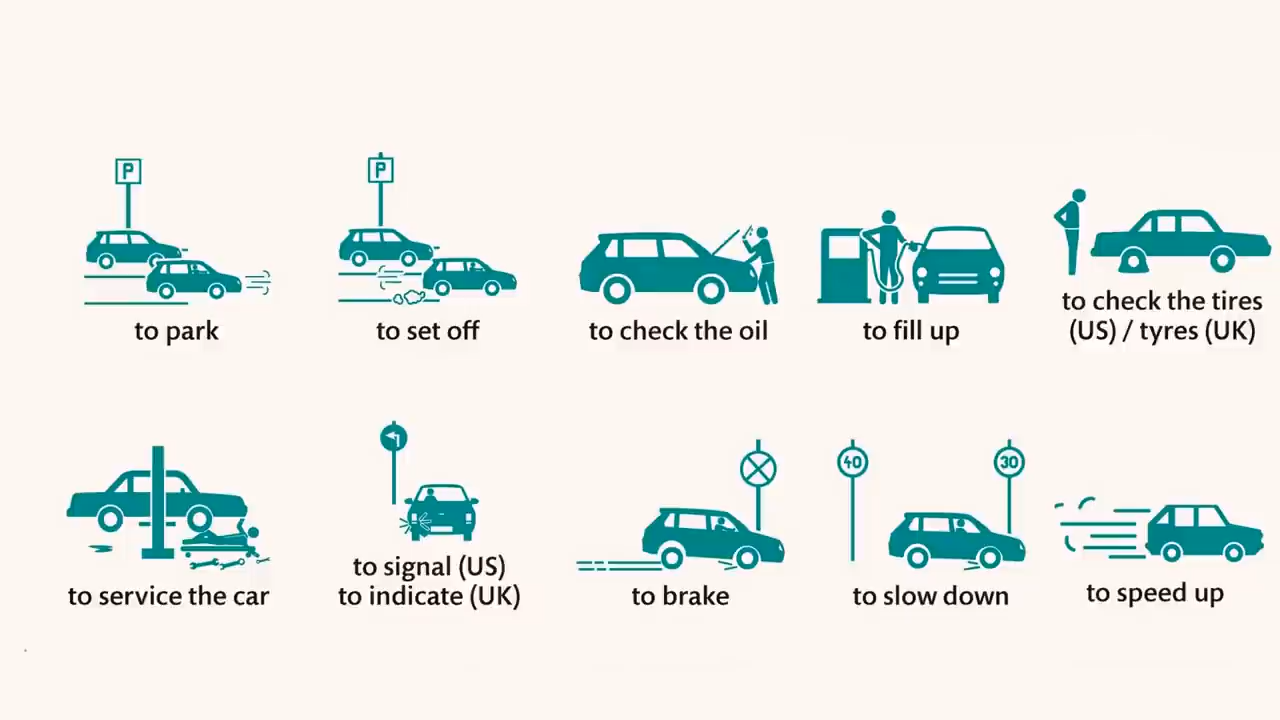 P
P
to park
to set off
to check the oil
to fill up
to check the tires
(US) / tyres (UK)
40
30
to service the car
to signal (US)
to indicate (UK)
to brake
to slow down
to speed up